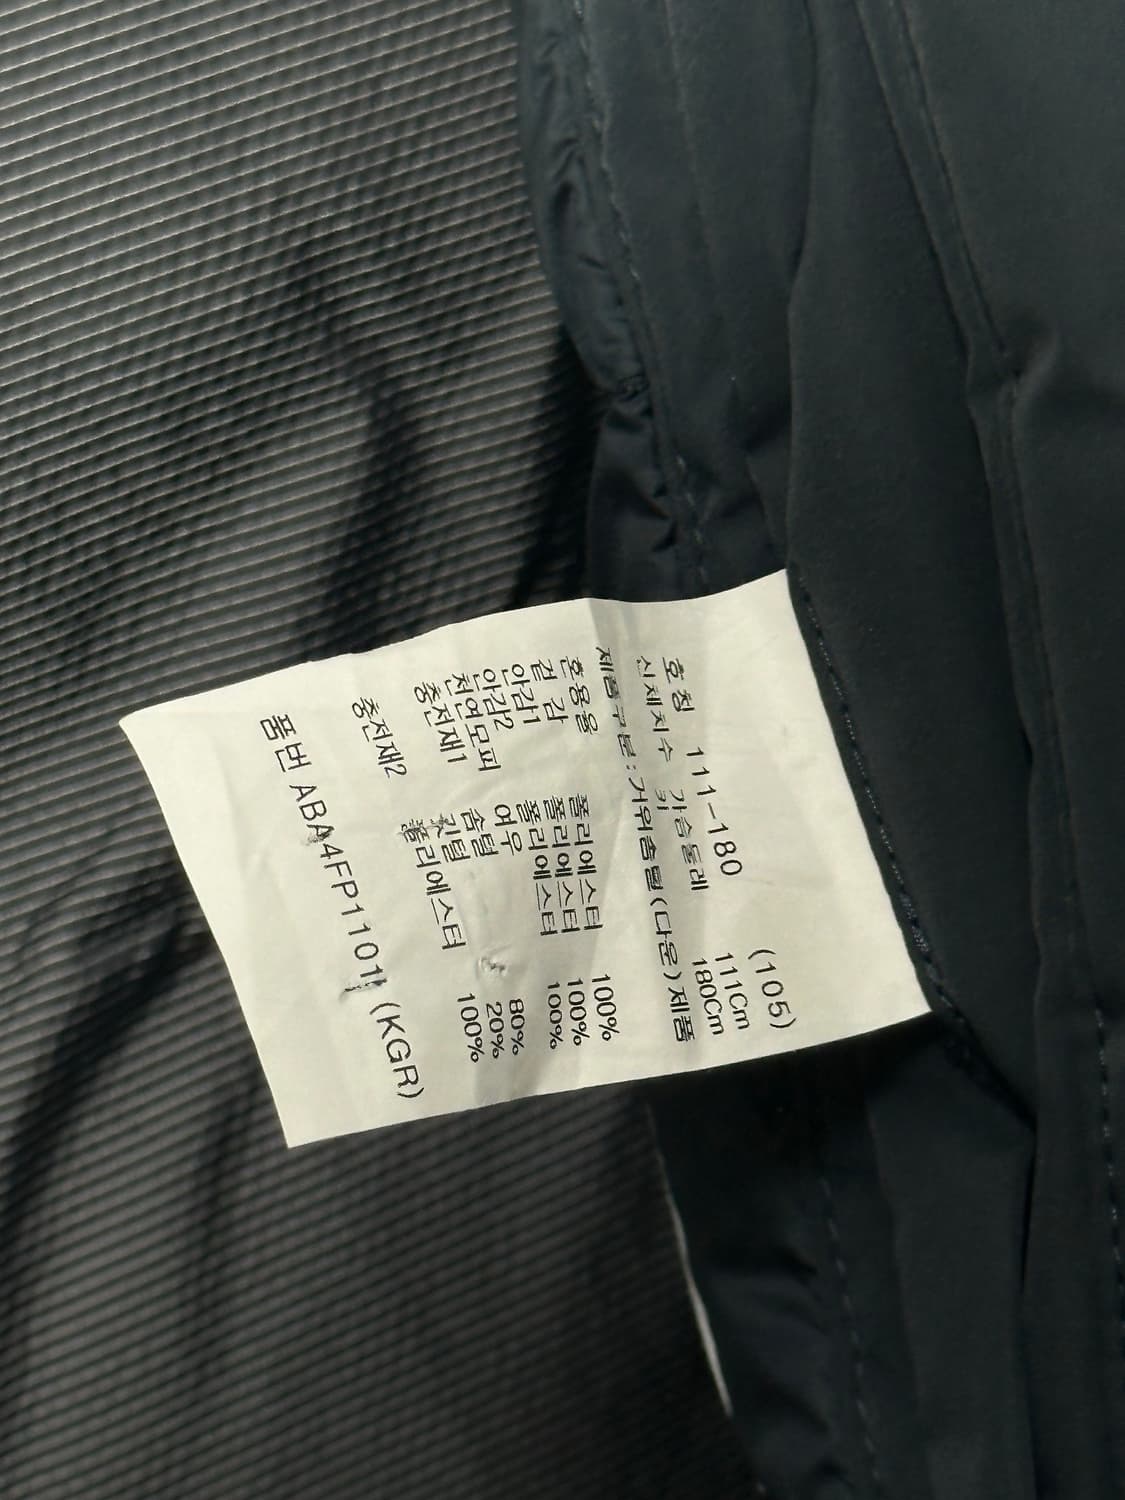 호칭 111-180 (105)
신체치수 가슴둘레 111Cm
키 180Cm
제품구분 : 거위솜털(다운)제품
혼용율
겉감 폴리에스터 100%
안감1 폴리에스터 100%
안감2 폴리에스터 100%
천연모피 여우
충전재1 솜털 80%
깃털 20%
충전재2 폴리에스터 100%
품번 ABA4FP1101 (KGR)